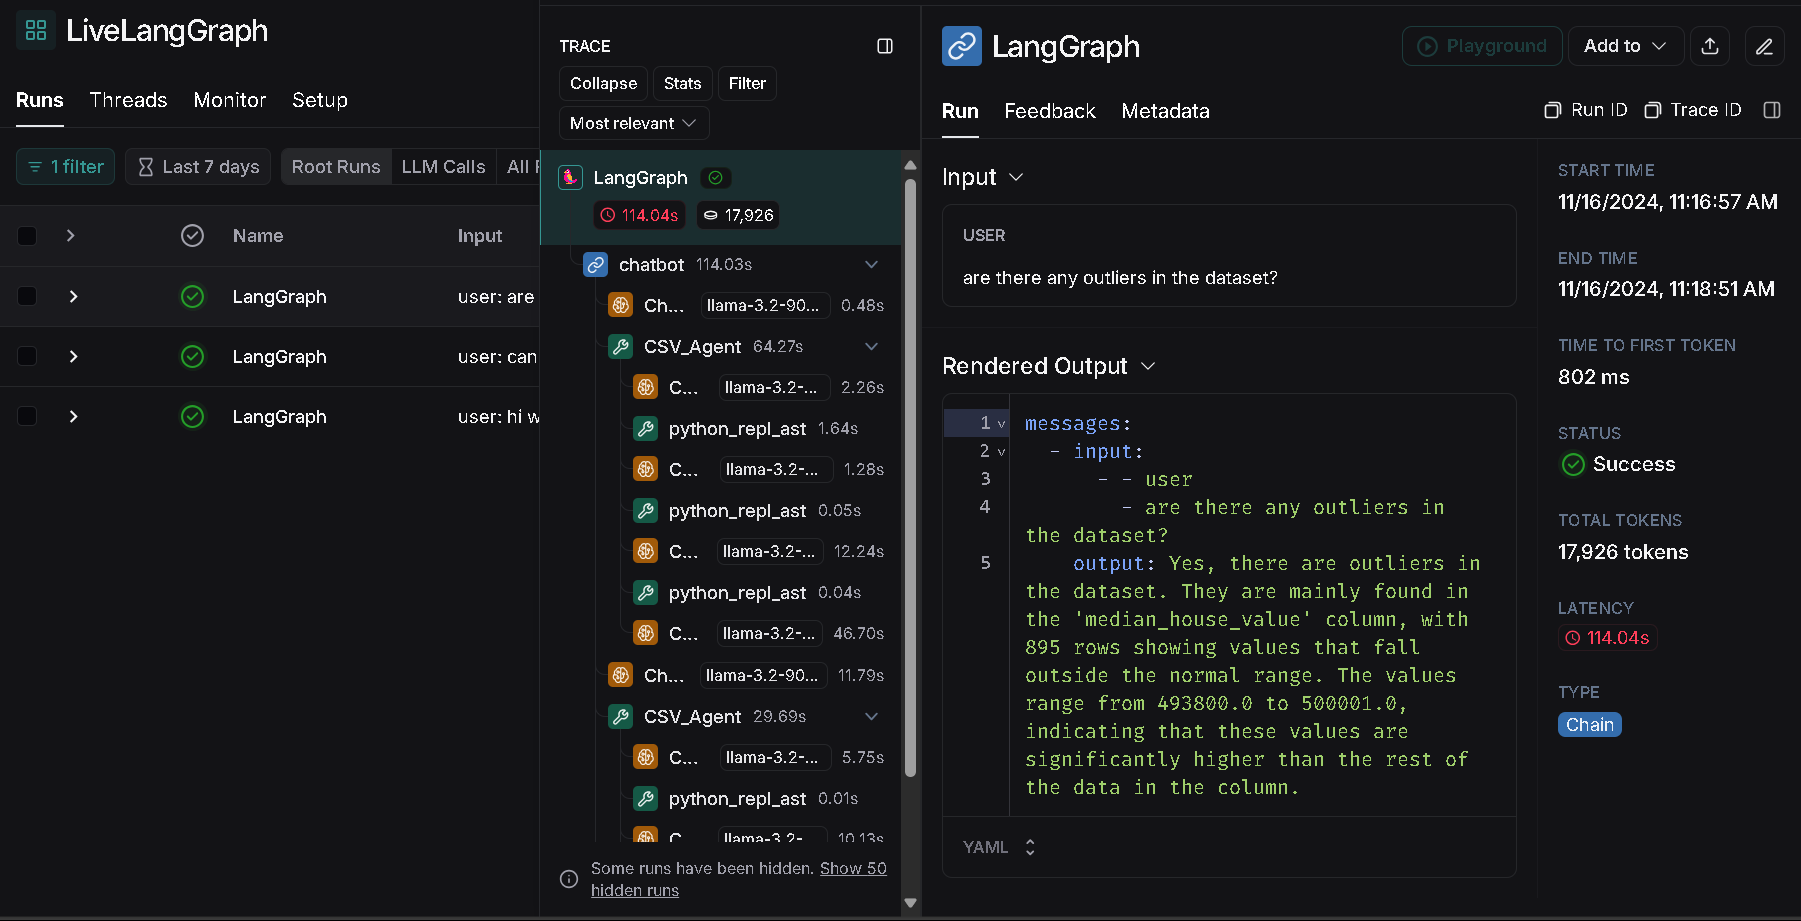 LiveLangGraph
Runs Threads Monitor Setup
1 filter Last 7 days Root Runs LLM Calls All
Name Input
LangGraph user: are
LangGraph user: can
LangGraph user: hi w
TRACE
Collapse Stats Filter
Most relevant
LangGraph
114.04s 17,926
chatbot 114.03s
Ch... llama-3.2-90... 0.48s
CSV_Agent 64.27s
C... llama-3.2-... 2.26s
python_repl_ast 1.64s
C... llama-3.2-... 1.28s
python_repl_ast 0.05s
C... llama-3.2-... 12.24s
python_repl_ast 0.04s
C... llama-3.2-... 46.70s
Ch... llama-3.2-90... 11.79s
CSV_Agent 29.69s
C... llama-3.2-... 5.75s
python_repl_ast 0.01s
C... llama-3.2-... 10.13s
Some runs have been hidden. Show 50
hidden runs
LangGraph
Playground Add to
Run Feedback Metadata
Run ID Trace ID
Input
USER
are there any outliers in the dataset?
Rendered Output
1 messages:
2 - input:
3 - - user
4 - are there any outliers in
the dataset?
5 output: Yes, there are outliers in
the dataset. They are mainly found in
the 'median_house_value' column, with
895 rows showing values that fall
outside the normal range. The values
range from 493800.0 to 500001.0,
indicating that these values are
significantly higher than the rest of
the data in the column.
YAML
START TIME
11/16/2024, 11:16:57 AM
END TIME
11/16/2024, 11:18:51 AM
TIME TO FIRST TOKEN
802 ms
STATUS
Success
TOTAL TOKENS
17,926 tokens
LATENCY
114.04s
TYPE
Chain